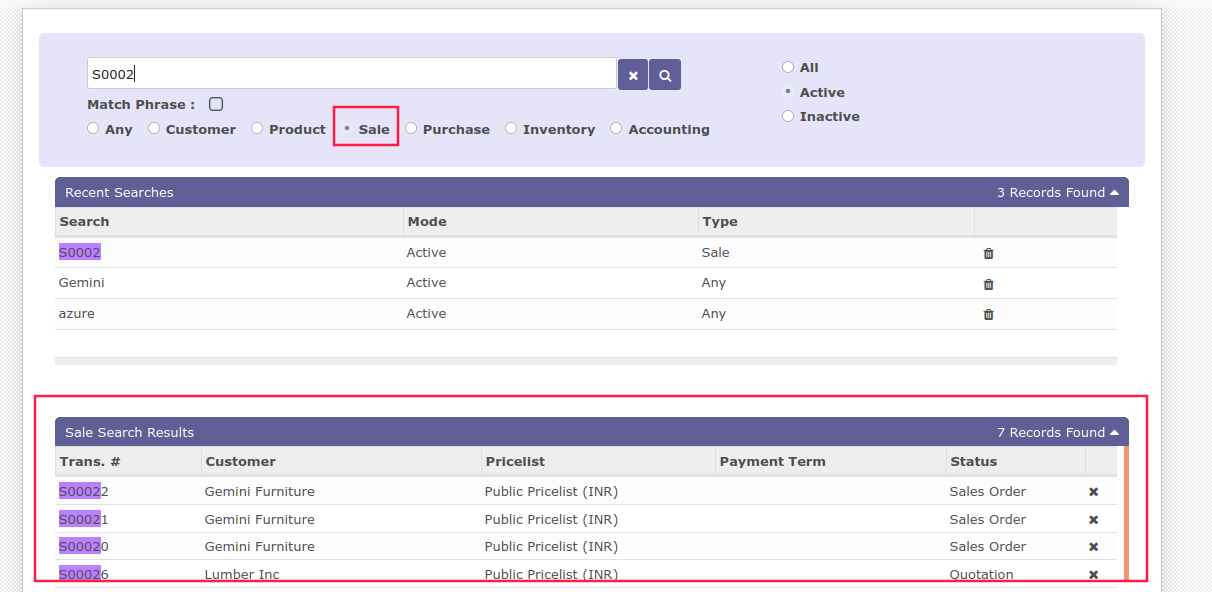 S0002
Match Phrase :
Any Customer Product Sale Purchase Inventory Accounting
All
Active
Inactive
Recent Searches 3 Records Found
Search Mode Type
S0002 Active Sale
Gemini Active Any
azure Active Any
Sale Search Results 7 Records Found
Trans. # Customer Pricelist Payment Term Status
S00022 Gemini Furniture Public Pricelist (INR) Sales Order
S00021 Gemini Furniture Public Pricelist (INR) Sales Order
S00020 Gemini Furniture Public Pricelist (INR) Sales Order
S00026 Lumber Inc Public Pricelist (INR) Quotation